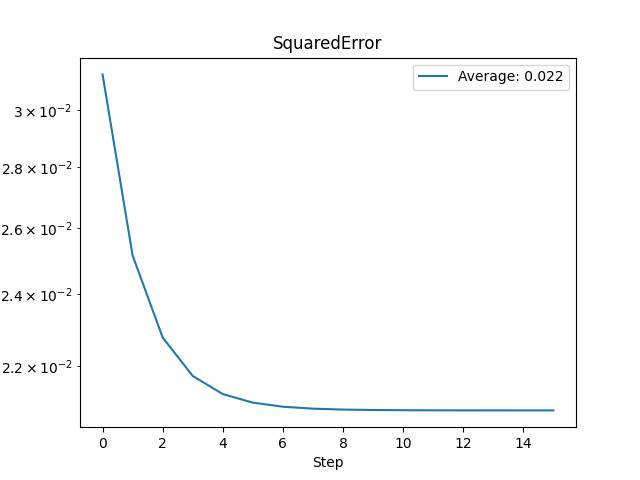 SquaredError
Average: 0.022
3 × 10⁻²
2.8 × 10⁻²
2.6 × 10⁻²
2.4 × 10⁻²
2.2 × 10⁻²
0 2 4 6 8 10 12 14
Step